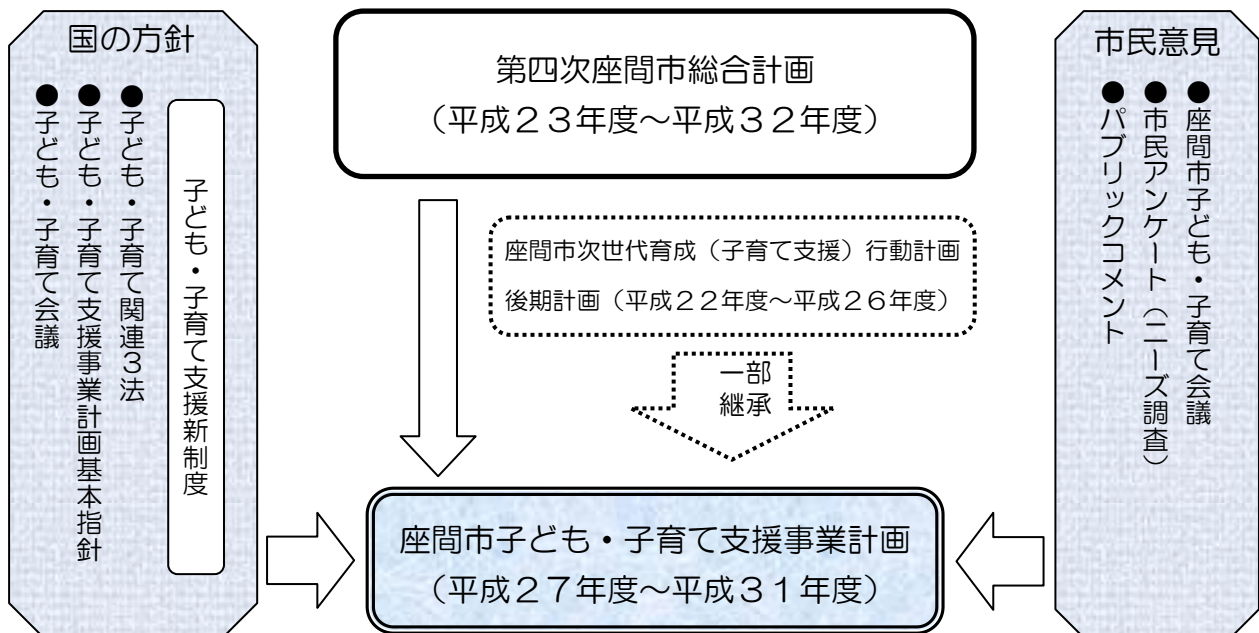 国の方針
子ども・子育て支援新制度
●子ども・子育て関連3法
●子ども・子育て支援事業計画基本指針
●子ども・子育て会議
第四次座間市総合計画
（平成２３年度～平成３２年度）
座間市次世代育成（子育て支援）行動計画
後期計画（平成２２年度～平成２６年度）
一部
継承
座間市子ども・子育て支援事業計画
（平成２７年度～平成３１年度）
市民意見
●座間市子ども・子育て会議
●市民アンケート（ニーズ調査）
●パブリックコメント